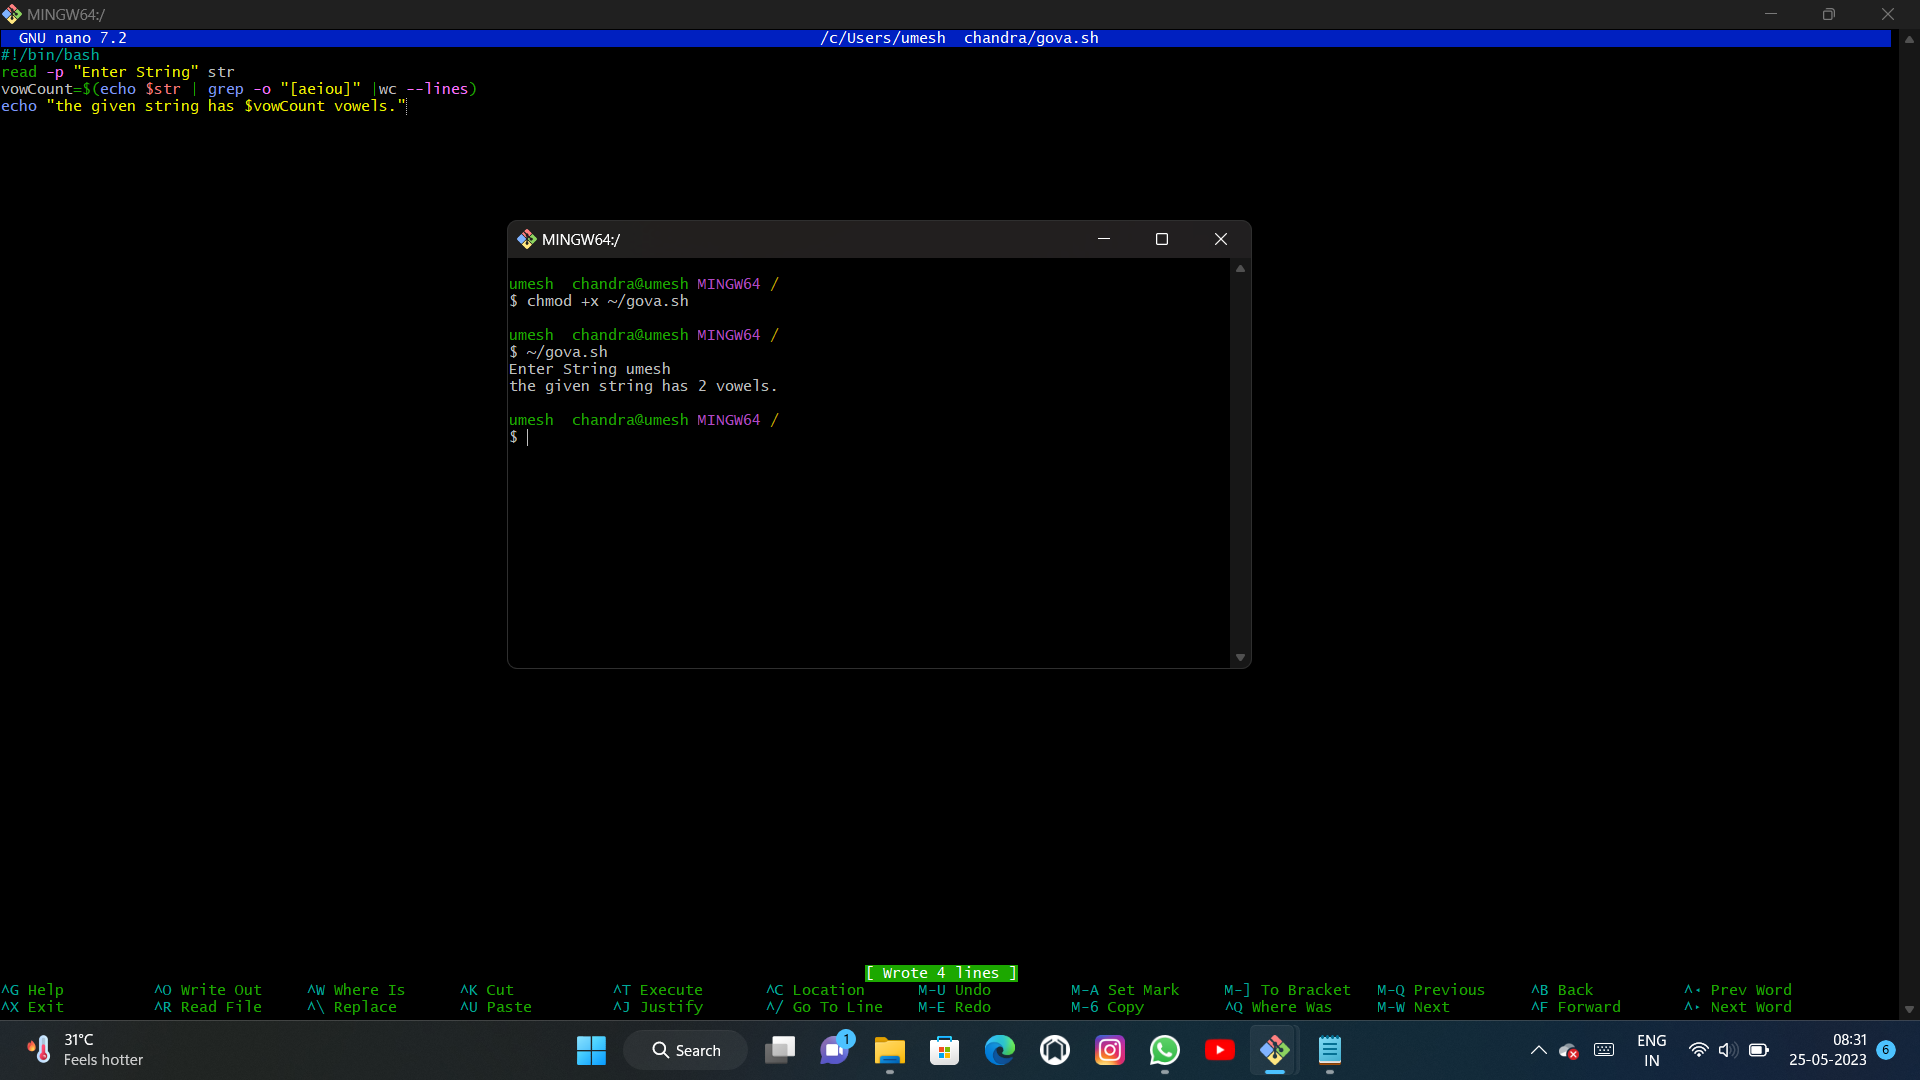 MINGW64:/
GNU nano 7.2 /c/Users/umesh  chandra/gova.sh
#!/bin/bash
read -p "Enter String" str
vowCount=$(echo $str | grep -o "[aeiou]" |wc --lines)
echo "the given string has $vowCount vowels."
MINGW64:/
umesh  chandra@umesh MINGW64 /
$ chmod +x ~/gova.sh
umesh  chandra@umesh MINGW64 /
$ ~/gova.sh
Enter String umesh
the given string has 2 vowels.
umesh  chandra@umesh MINGW64 /
$
[ Wrote 4 lines ]
^G Help ^O Write Out ^W Where Is ^K Cut ^T Execute ^C Location M-U Undo M-A Set Mark M-] To Bracket M-Q Previous ^B Back ^◂ Prev Word
^X Exit ^R Read File ^\ Replace ^U Paste ^J Justify ^/ Go To Line M-E Redo M-6 Copy ^Q Where Was M-W Next ^F Forward ^▸ Next Word
31°C
Feels hotter
Search
1
ENG
IN
08:31
25-05-2023
6